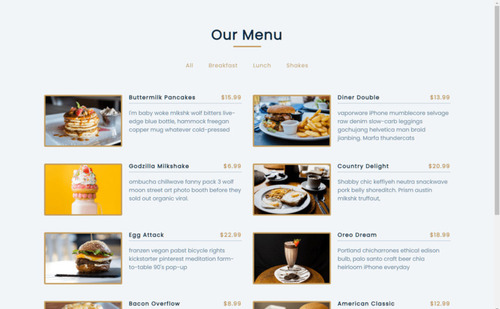 Our Menu
All Breakfast Lunch Shakes
Buttermilk Pancakes $15.99
I'm baby woke mlkshk wolf bitters live-
edge blue bottle, hammock freegan
copper mug whatever cold-pressed
Diner Double $13.99
vaporware iPhone mumblecore selvage
raw denim slow-carb leggings
gochujang helvetica man braid
jianbing. Marfa thundercats
Godzilla Milkshake $6.99
ombucha chillwave fanny pack 3 wolf
moon street art photo booth before they
sold out organic viral.
Country Delight $20.99
Shabby chic keffiyeh neutra snackwave
pork belly shoreditch. Prism austin
mlkshk truffaut,
Egg Attack $22.99
franzen vegan pabst bicycle rights
kickstarter pinterest meditation farm-
to-table 90's pop-up
Oreo Dream $18.99
Portland chicharrones ethical edison
bulb, palo santo craft beer chia
heirloom iPhone everyday
Bacon Overflow $8.99
American Classic $12.99